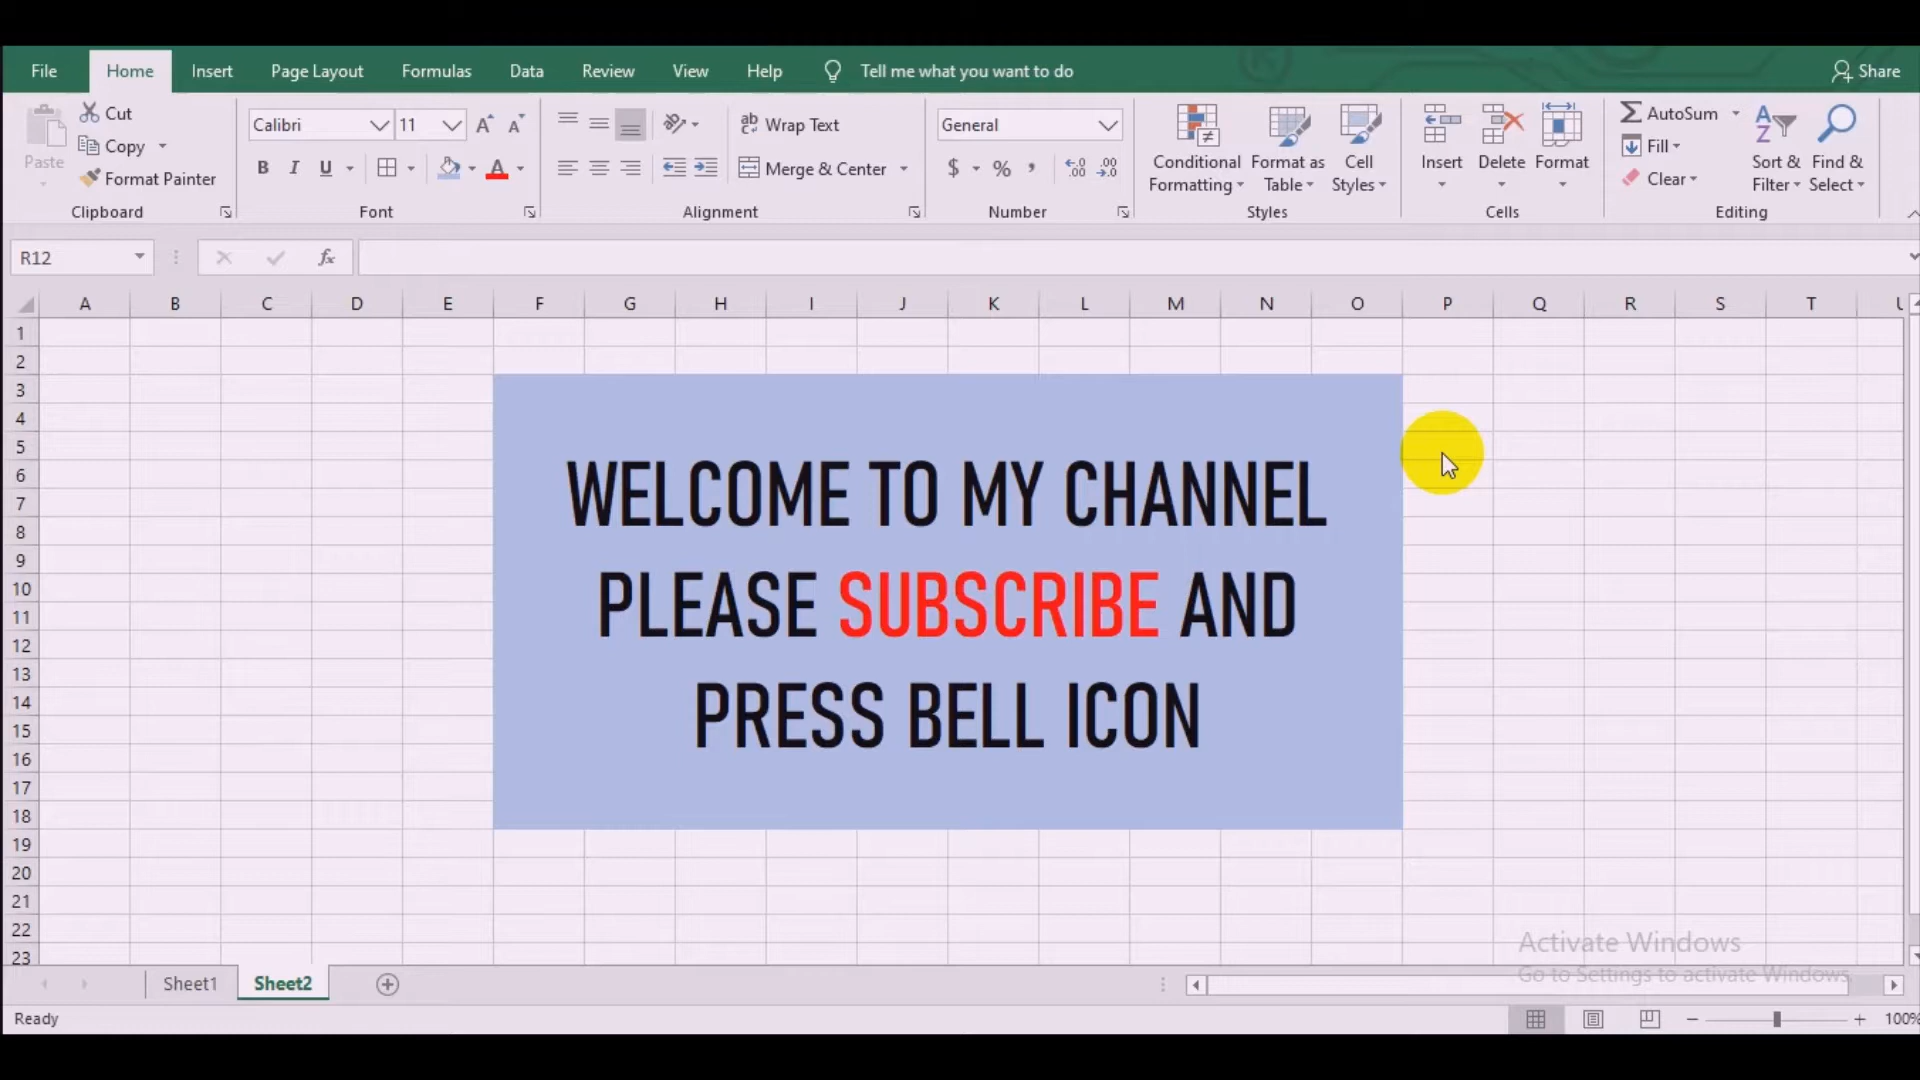 File Home Insert Page Layout Formulas Data Review View Help Tell me what you want to do Share
Paste Cut Copy Format Painter Clipboard
Calibri 11 B I U A Font
ab Wrap Text Merge & Center Alignment
General $ % , .00 Number
Conditional Formatting Format as Table Cell Styles Styles
Insert Delete Format Cells
AutoSum Fill Clear Sort & Filter Find & Select Editing
R12 fx
A B C D E F G H I J K L M N O P Q R S T
1
2
3
4
5
6
7
8
9
10
11
12
13
14
15
16
17
18
19
20
21
22
23
WELCOME TO MY CHANNEL
PLEASE SUBSCRIBE AND
PRESS BELL ICON
Activate Windows
Go to Settings to activate Windows.
Sheet1 Sheet2
Ready 100%